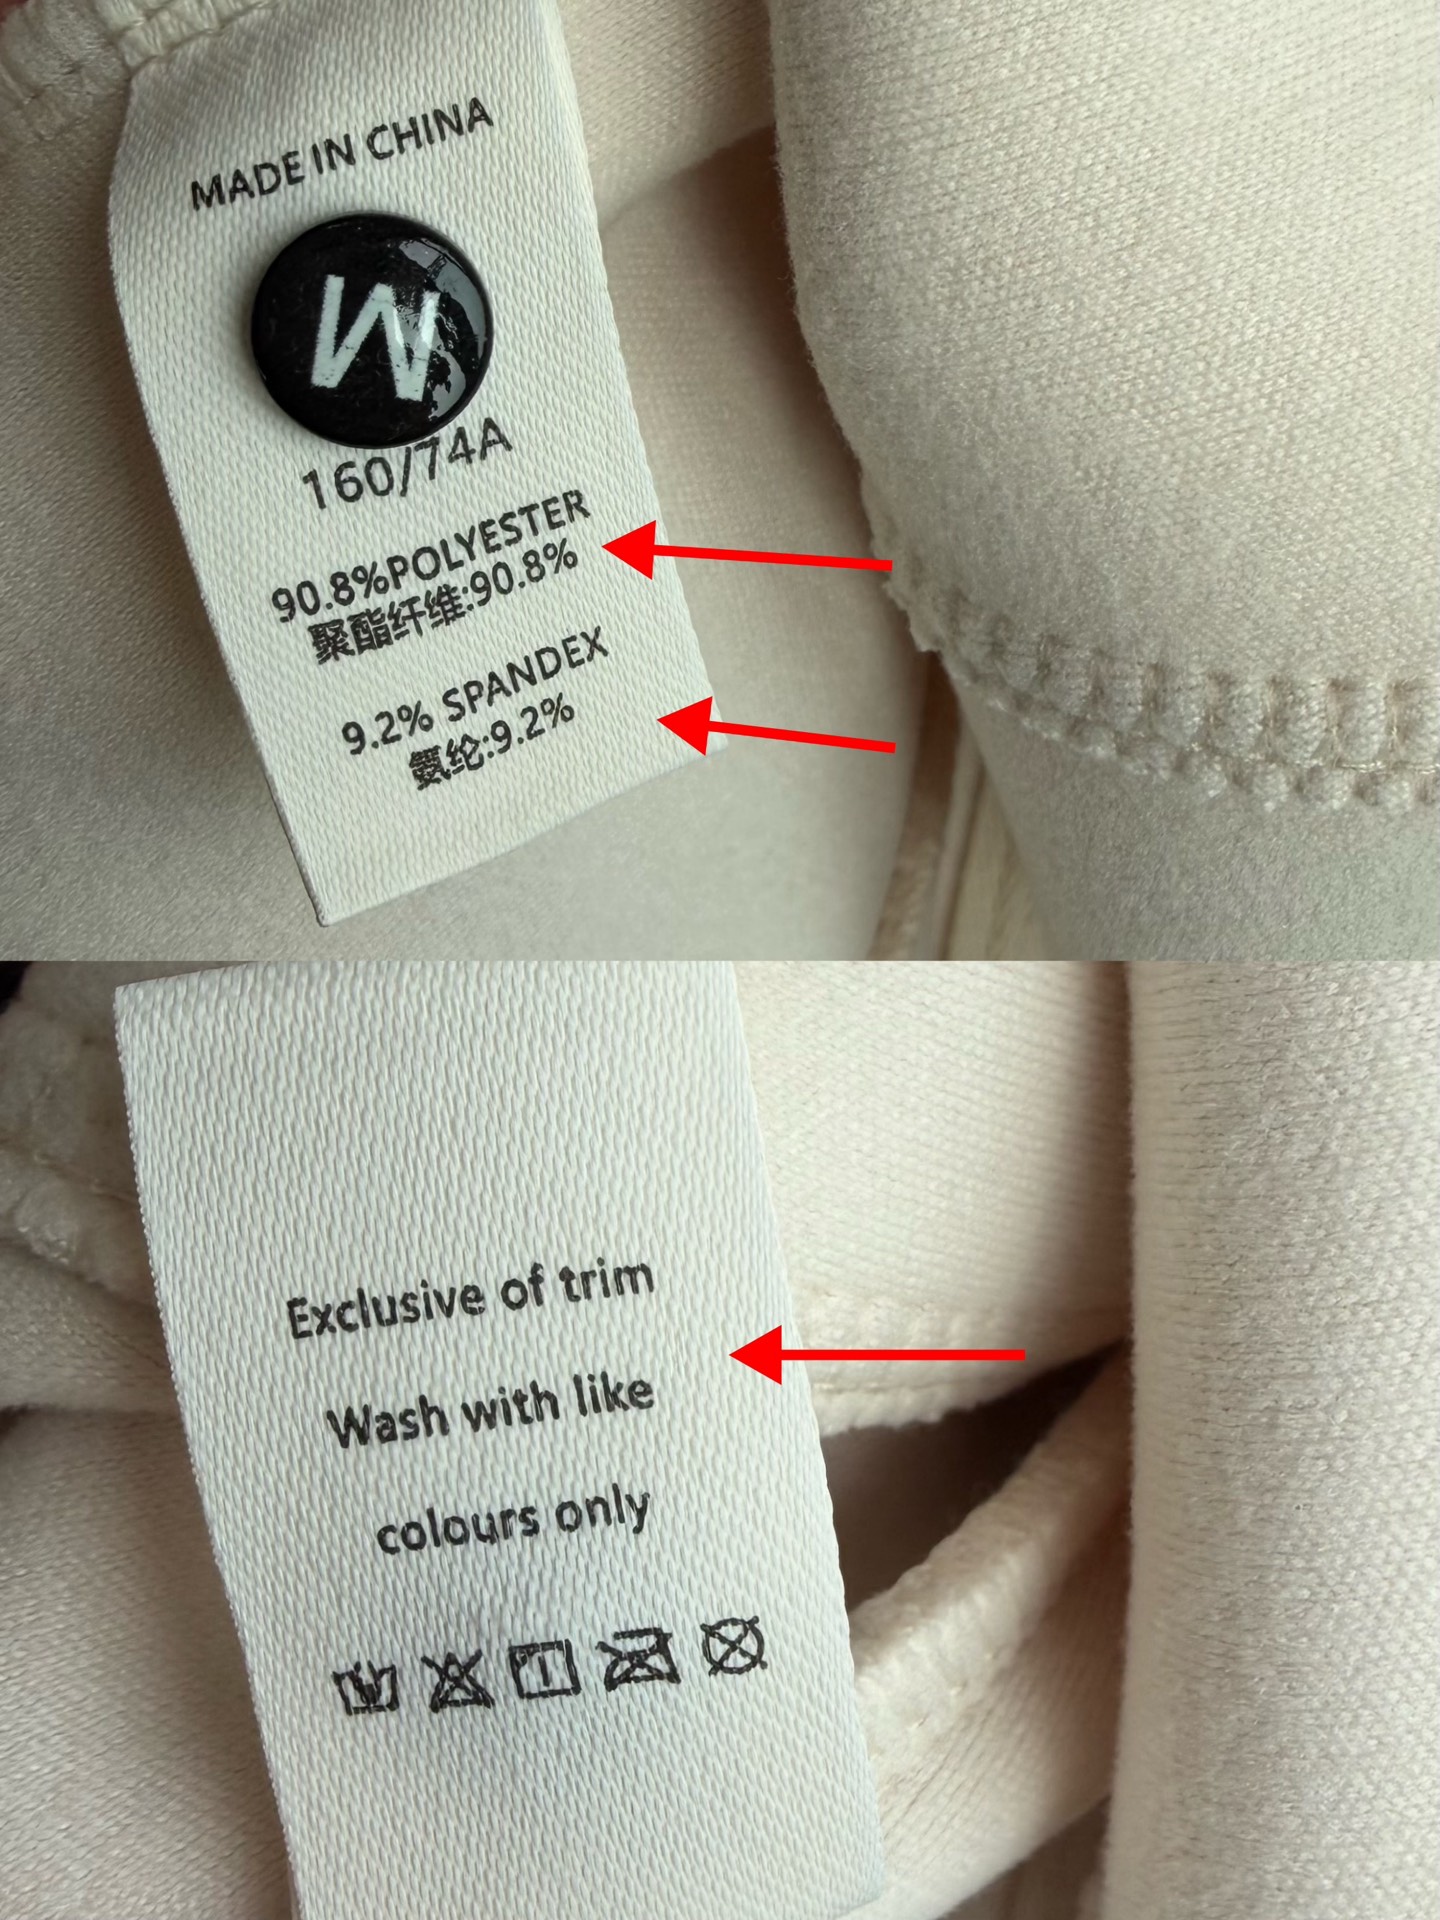 MADE IN CHINA
M
160/74A
90.8%POLYESTER
聚酯纤维:90.8%
9.2% SPANDEX
氨纶:9.2%
Exclusive of trim
Wash with like
colours only